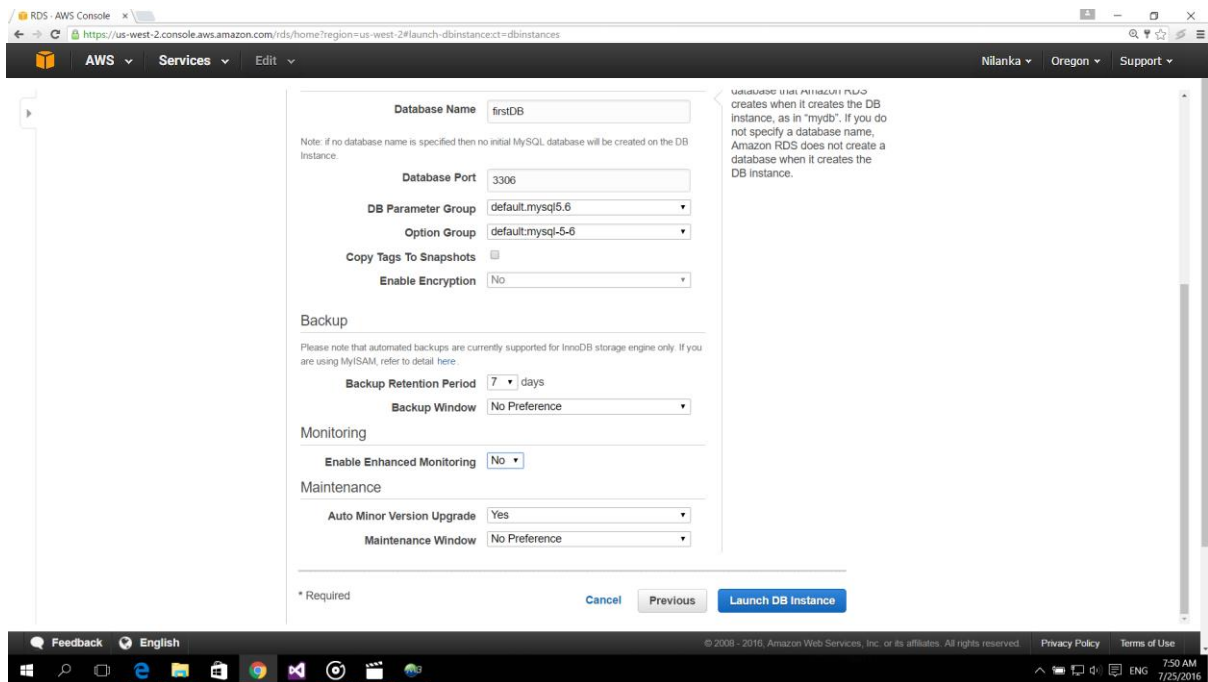 RDS - AWS Console
https://us-west-2.console.aws.amazon.com/rds/home?region=us-west-2#launch-dbinstance:ct=dbinstances
AWS Services Edit Nilanka Oregon Support
Database Name firstDB
Note: if no database name is specified then no initial MySQL database will be created on the DB
Instance.
Database Port 3306
DB Parameter Group default.mysql5.6
Option Group default:mysql-5-6
Copy Tags To Snapshots
Enable Encryption No
Backup
Please note that automated backups are currently supported for InnoDB storage engine only. If you
are using MyISAM, refer to detail here.
Backup Retention Period 7 days
Backup Window No Preference
Monitoring
Enable Enhanced Monitoring No
Maintenance
Auto Minor Version Upgrade Yes
Maintenance Window No Preference
* Required
Cancel Previous Launch DB Instance
database that Amazon RDS
creates when it creates the DB
instance, as in "mydb". If you do
not specify a database name,
Amazon RDS does not create a
database when it creates the
DB instance.
Feedback English © 2008 - 2016, Amazon Web Services, Inc. or its affiliates. All rights reserved. Privacy Policy Terms of Use
ENG 7:50 AM
7/25/2016